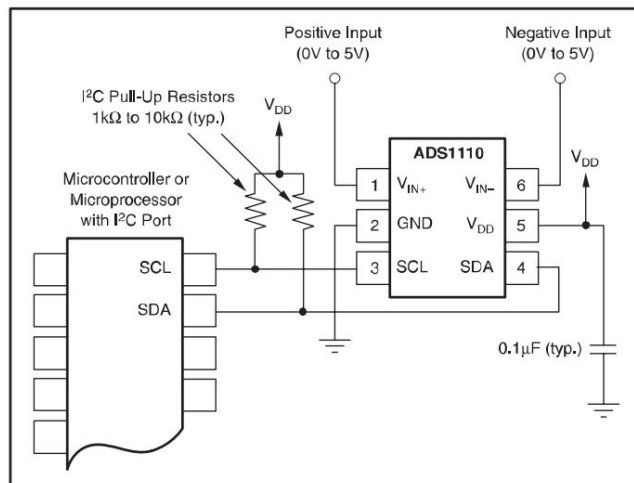 Positive Input
(0V to 5V)
Negative Input
(0V to 5V)
I²C Pull-Up Resistors
1kΩ to 10kΩ (typ.)
V_DD
Microcontroller or
Microprocessor
with I²C Port
SCL
SDA
ADS1110
1 V_IN+ V_IN– 6
2 GND V_DD 5
3 SCL SDA 4
V_DD
0.1µF (typ.)